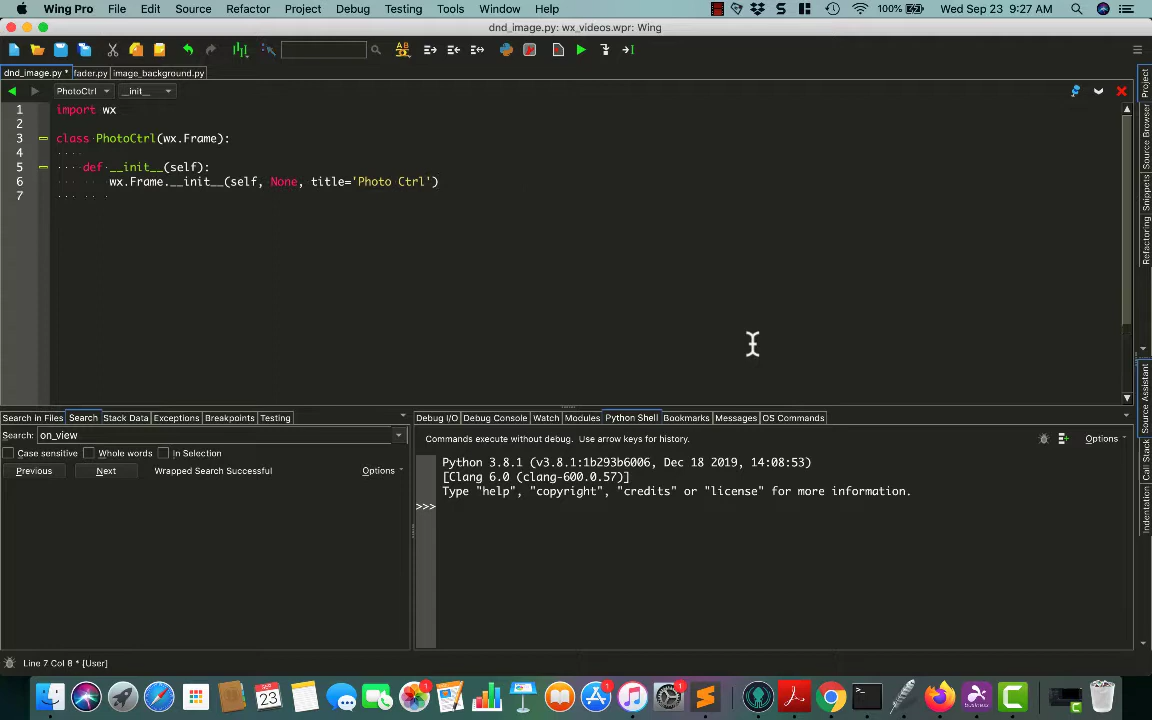 Wing Pro File Edit Source Refactor Project Debug Testing Tools Window Help 100% Wed Sep 23 9:27 AM
dnd_image.py: wx_videos.wpr: Wing
dnd_image.py * fader.py image_background.py
PhotoCtrl __init__
1 import wx
2
3 class PhotoCtrl(wx.Frame):
4
5 def __init__(self):
6 wx.Frame.__init__(self, None, title='Photo Ctrl')
7
Project
Source Browser
Snippets
Refactoring
Source Assistant
Call Stack
Indentation
Search in Files Search Stack Data Exceptions Breakpoints Testing
Search: on_view
Case sensitive Whole words In Selection
Previous Next Wrapped Search Successful Options
Debug I/O Debug Console Watch Modules Python Shell Bookmarks Messages OS Commands
Commands execute without debug. Use arrow keys for history. Options
Python 3.8.1 (v3.8.1:1b293b6006, Dec 18 2019, 14:08:53)
[Clang 6.0 (clang-600.0.57)]
Type "help", "copyright", "credits" or "license" for more information.
>>>
Line 7 Col 8 * [User]
SEP
23
1
1
1
business